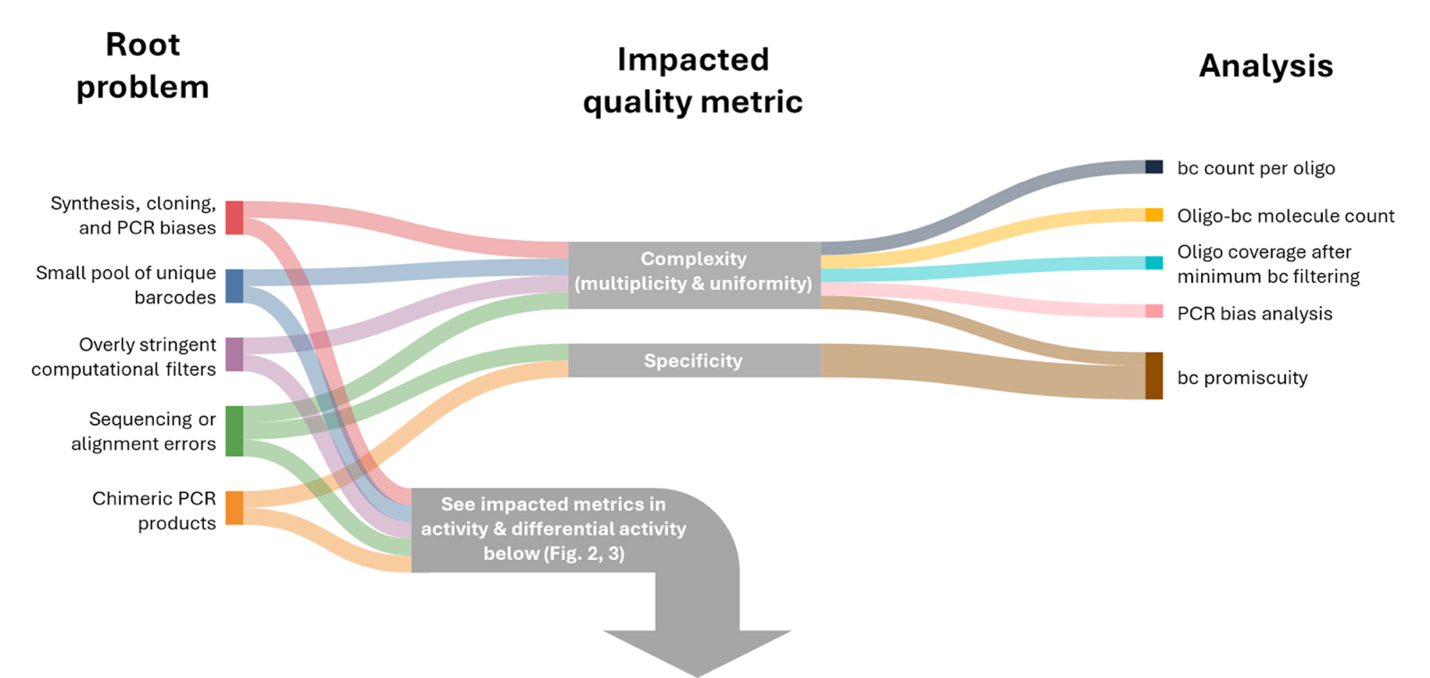 Root
problem
Impacted
quality metric
Analysis
Synthesis, cloning,
and PCR biases
Small pool of unique
barcodes
Overly stringent
computational filters
Sequencing or
alignment errors
Chimeric PCR
products
Complexity
(multiplicity & uniformity)
Specificity
See impacted metrics in
activity & differential activity
below (Fig. 2, 3)
bc count per oligo
Oligo-bc molecule count
Oligo coverage after
minimum bc filtering
PCR bias analysis
bc promiscuity